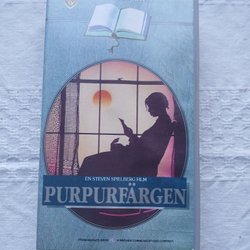 EN STEVEN SPIELBERG FILM
PURPURFÄRGEN